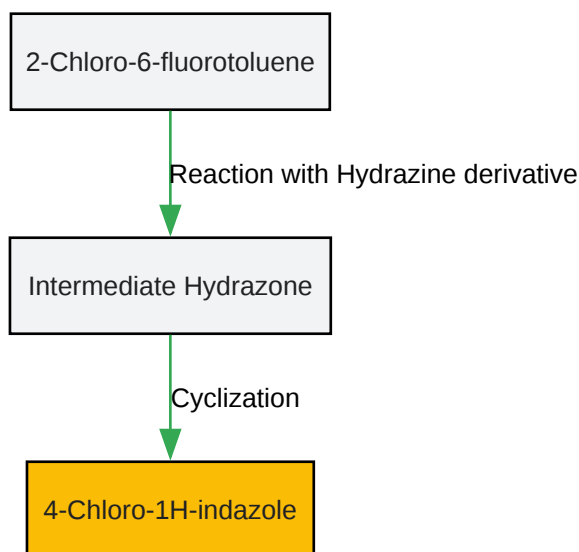 2-Chloro-6-fluorotoluene
Reaction with Hydrazine derivative
Intermediate Hydrazone
Cyclization
4-Chloro-1H-indazole